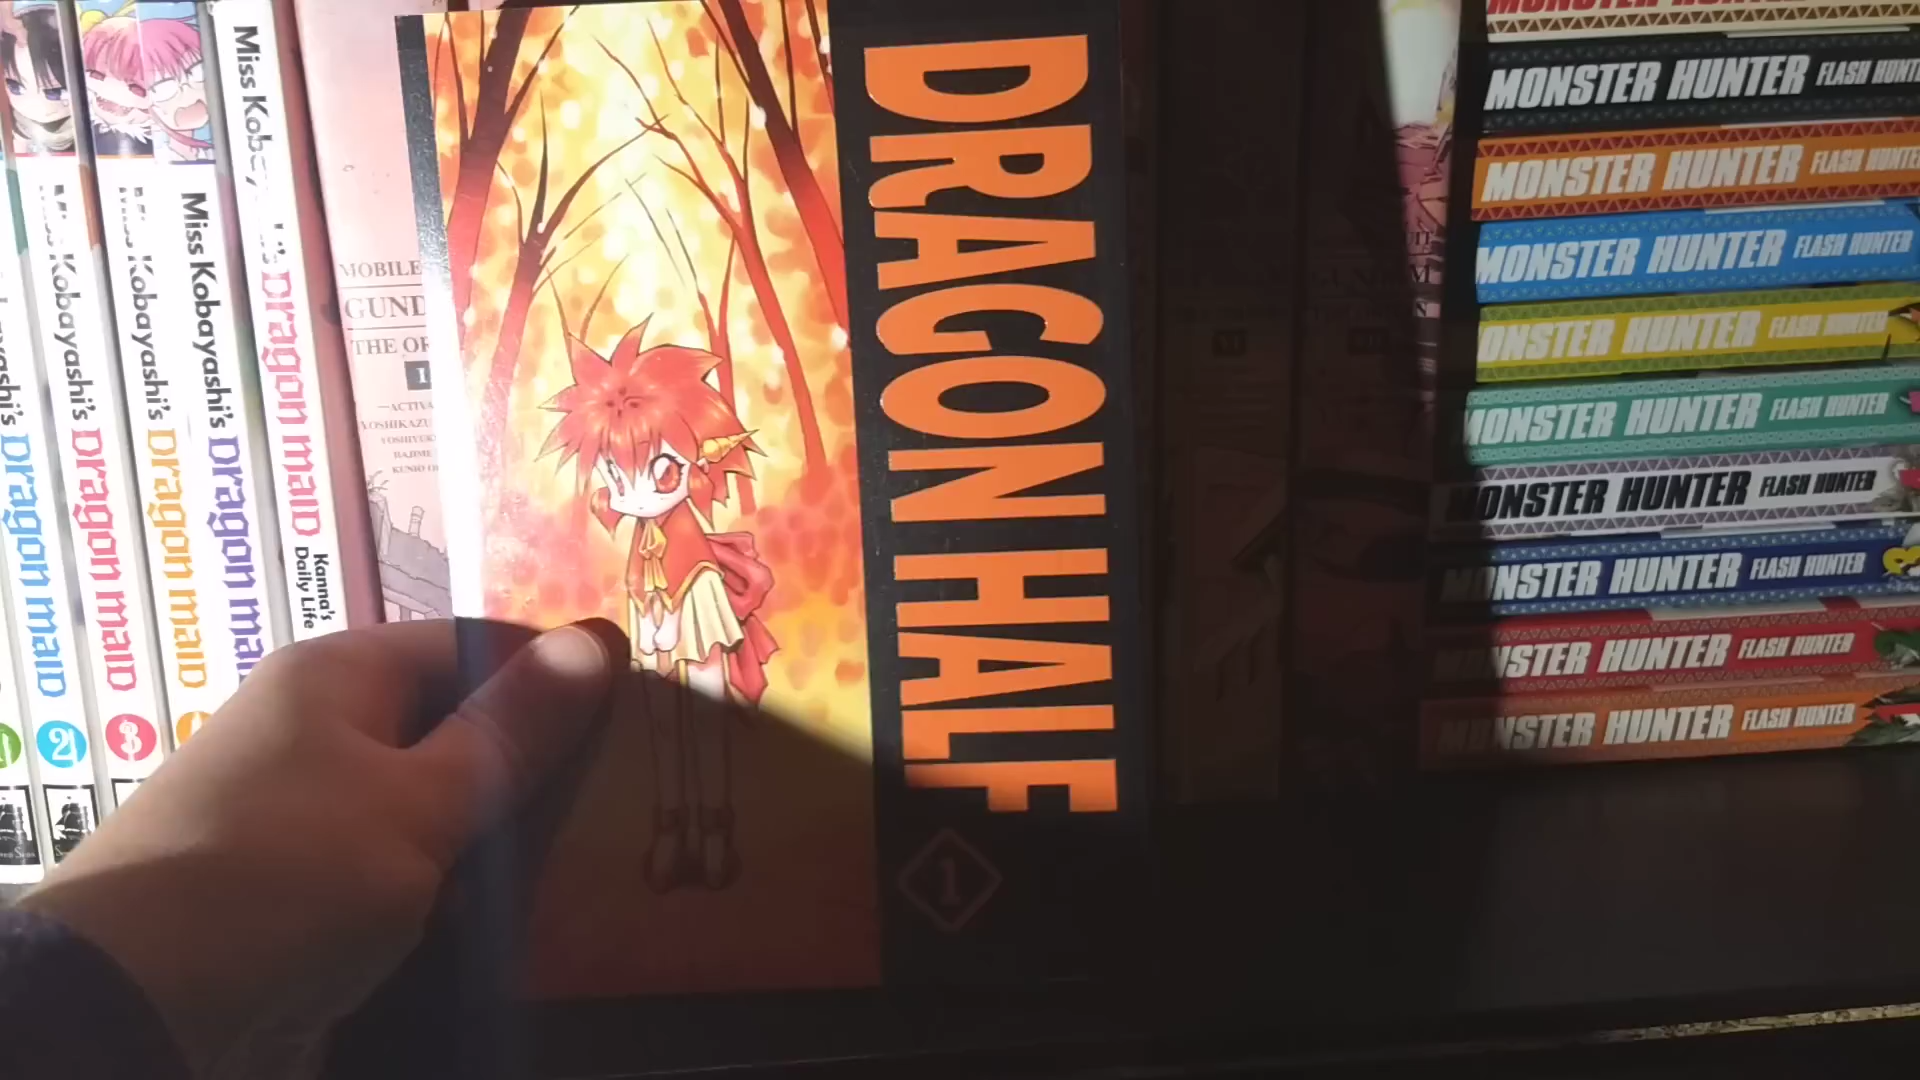 Miss Kobayashi's Dragon maid 2
Miss Kobayashi's Dragon maid 3
Miss Kobayashi's Dragon maid
Dragon maid Kanna's Daily Life
MOBILE
GUND
THE OR
I
YOSHIKAZU
DRAGON HALF
1
MONSTER HUNTER
MONSTER HUNTER FLASH HUNTE
MONSTER HUNTER FLASH HUNTER
MONSTER HUNTER FLASH HUNTER
MONSTER HUNTER FLASH HUNTER
MONSTER HUNTER FLASH HUNTER
MONSTER HUNTER FLASH HUNTER
MONSTER HUNTER FLASH HUNTER
MONSTER HUNTER FLASH HUNTER
MONSTER HUNTER FLASH HUNTER